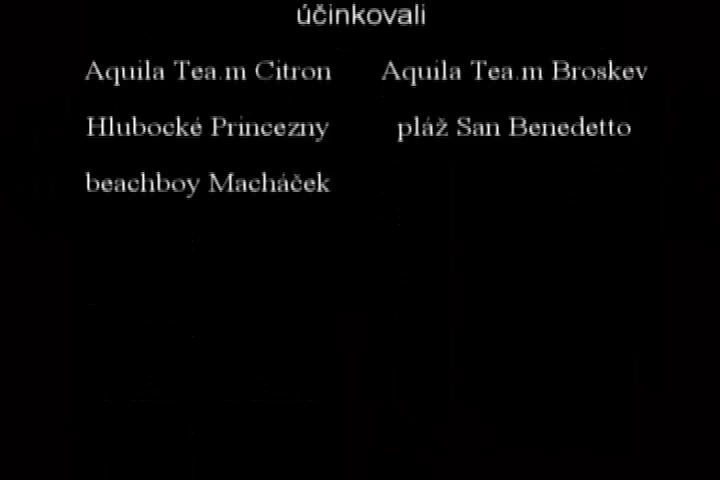 účinkovali
Aquila Tea.m Citron
Aquila Tea.m Broskev
Hlubocké Princezny
pláž San Benedetto
beachboy Macháček